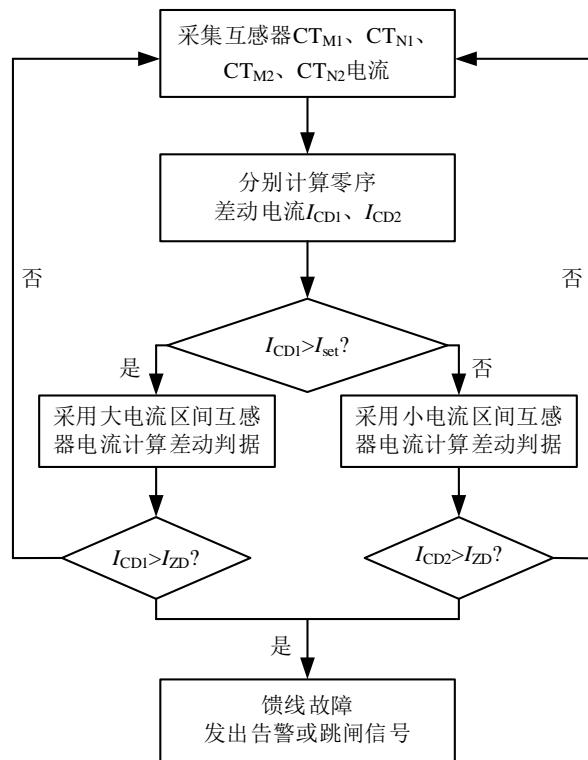 采集互感器CTM1、CTN1、
CTM2、CTN2电流
分别计算零序
差动电流ICD1、ICD2
否
否
ICD1>Iset?
是
否
采用大电流区间互感
器电流计算差动判据
采用小电流区间互感
器电流计算差动判据
ICD1>IZD?
ICD2>IZD?
是
馈线故障
发出告警或跳闸信号